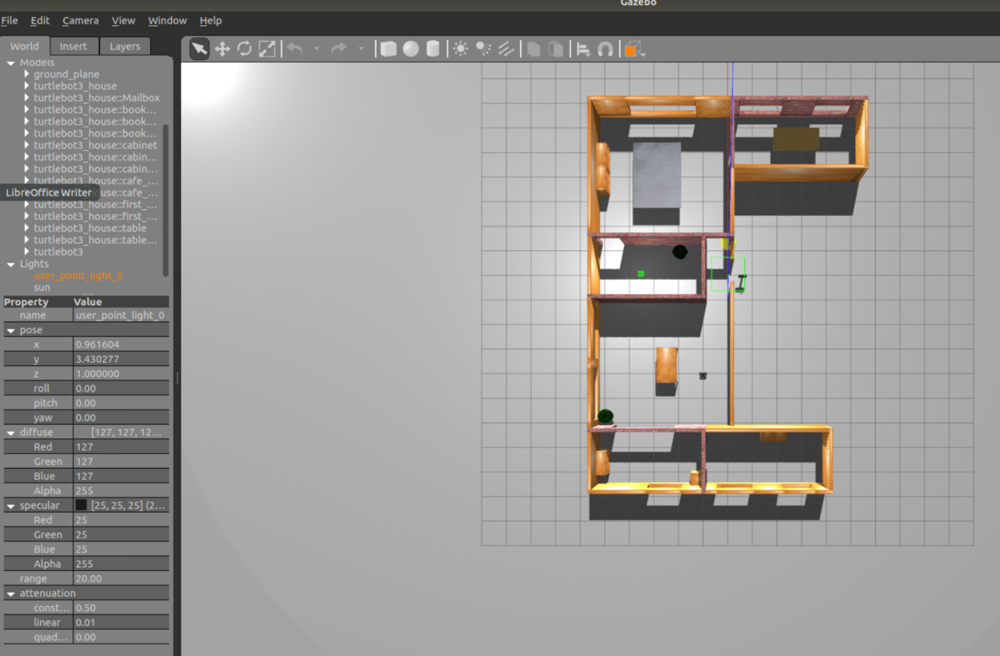 Gazebo
File Edit Camera View Window Help
World Insert Layers
Models
ground_plane
turtlebot3_house
turtlebot3_house::Mailbox
turtlebot3_house::book...
turtlebot3_house::book...
turtlebot3_house::book...
turtlebot3_house::cabinet
turtlebot3_house::cabin...
turtlebot3_house::cabin...
turtlebot3_house::cafe_...
LibreOffice Writer use::cafe_...
turtlebot3_house::first_...
turtlebot3_house::first_...
turtlebot3_house::table
turtlebot3_house::table...
turtlebot3
Lights
user_point_light_0
sun
Property Value
name user_point_light_0
pose
x 0.961604
y 3.430277
z 1.000000
roll 0.00
pitch 0.00
yaw 0.00
diffuse [127, 127, 12...
Red 127
Green 127
Blue 127
Alpha 255
specular [25, 25, 25] (2...
Red 25
Green 25
Blue 25
Alpha 255
range 20.00
attenuation
const... 0.50
linear 0.01
quad... 0.00